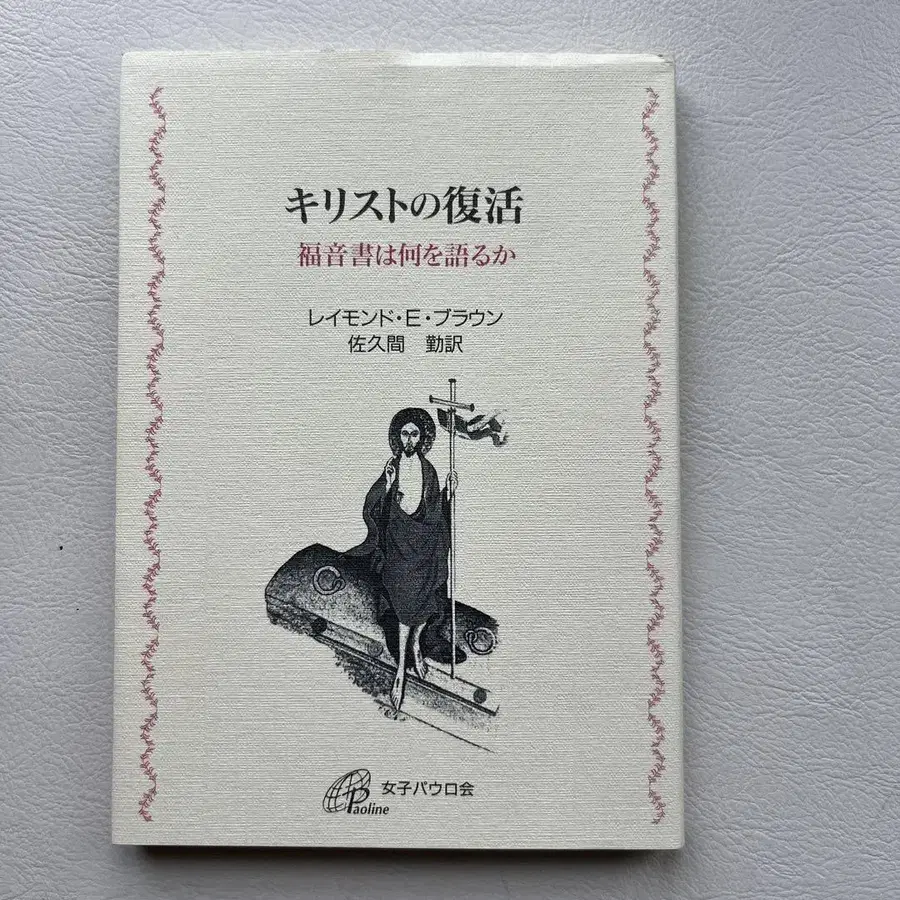 キリストの復活
福音書は何を語るか
レイモンド・E・ブラウン
佐久間 勤訳
Paoline 女子パウロ会